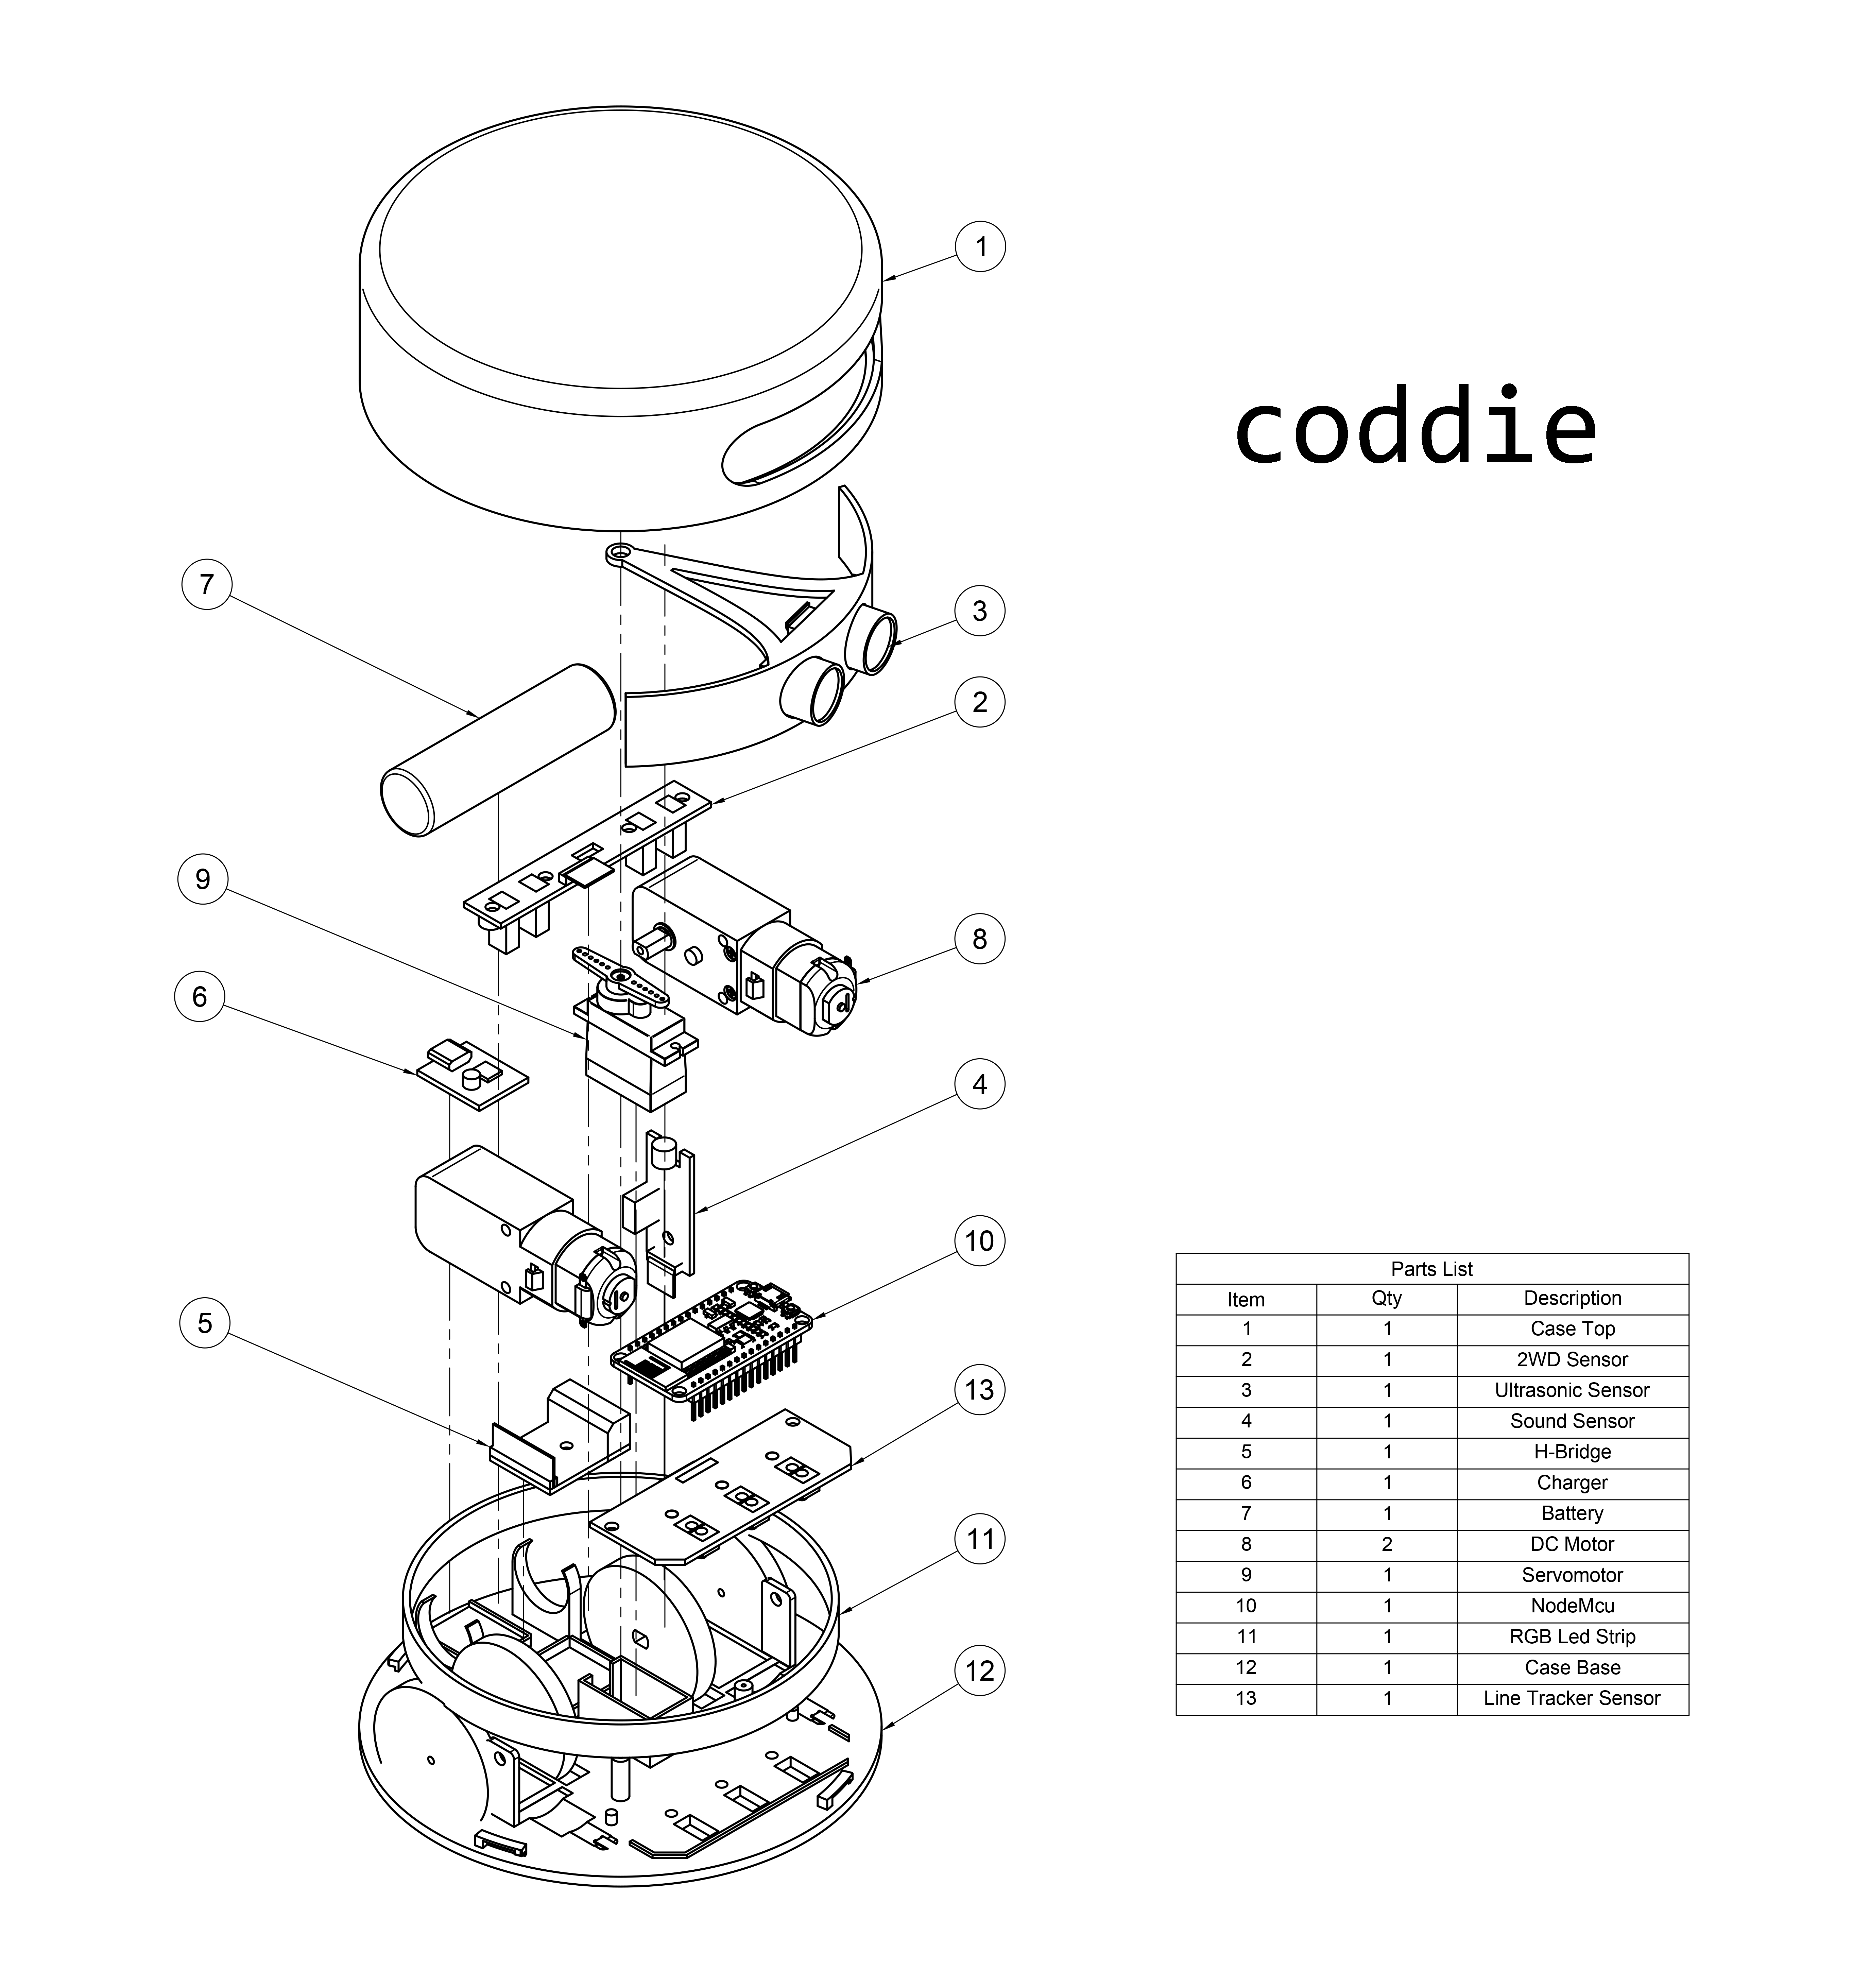 1
coddie
7
3
2
9
8
6
4
10
5
13
11
12
Parts List
Item Qty Description
1 1 Case Top
2 1 2WD Sensor
3 1 Ultrasonic Sensor
4 1 Sound Sensor
5 1 H-Bridge
6 1 Charger
7 1 Battery
8 2 DC Motor
9 1 Servomotor
10 1 NodeMcu
11 1 RGB Led Strip
12 1 Case Base
13 1 Line Tracker Sensor